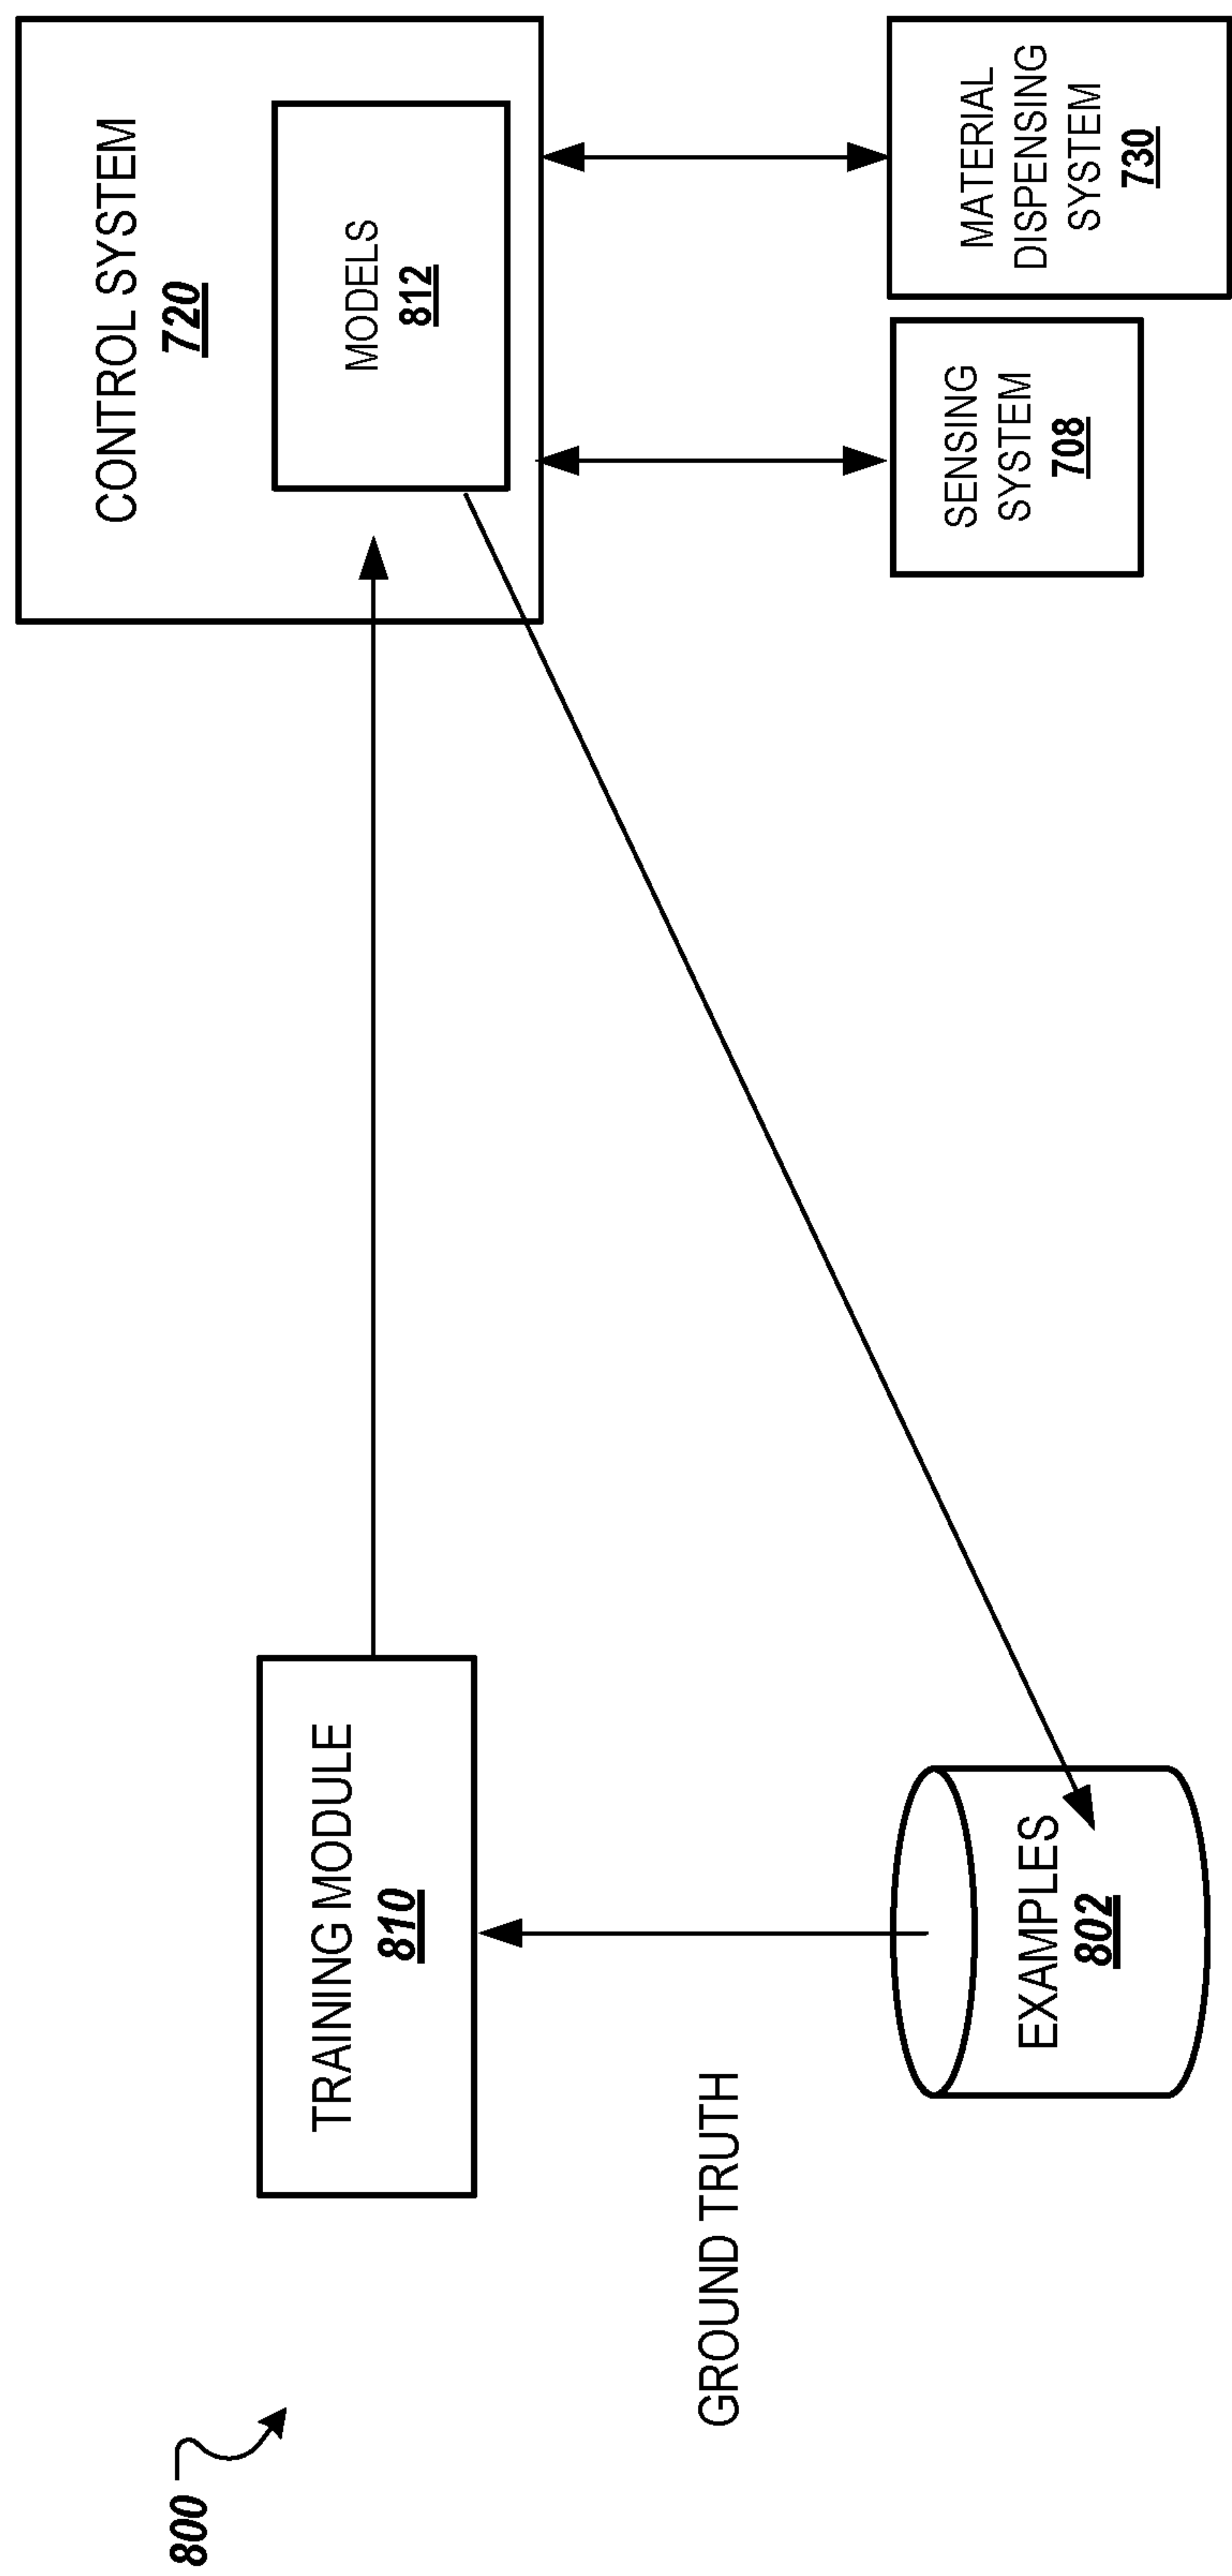 800
TRAINING MODULE
810
GROUND TRUTH
EXAMPLES
802
CONTROL SYSTEM
720
MODELS
812
SENSING
SYSTEM
708
MATERIAL
DISPENSING
SYSTEM
730